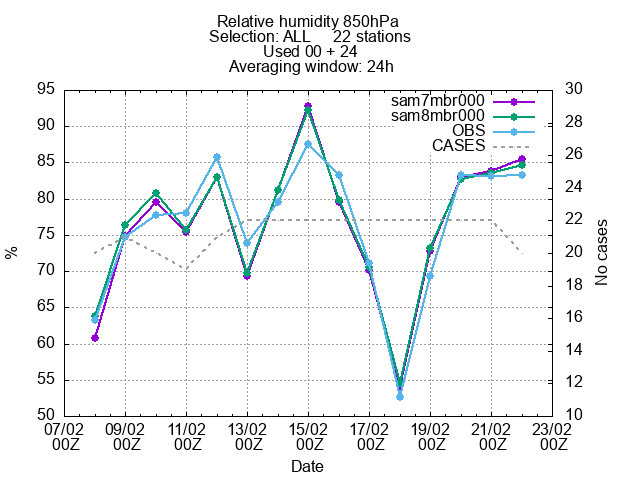 Relative humidity 850hPa
Selection: ALL 22 stations
Used 00 + 24
Averaging window: 24h
sam7mbr000
sam8mbr000
OBS
CASES
95
90
85
80
75
70
65
60
55
50
%
30
28
26
24
22
20
18
16
14
12
10
No cases
07/02 09/02 11/02 13/02 15/02 17/02 19/02 21/02 23/02
00Z 00Z 00Z 00Z 00Z 00Z 00Z 00Z 00Z
Date